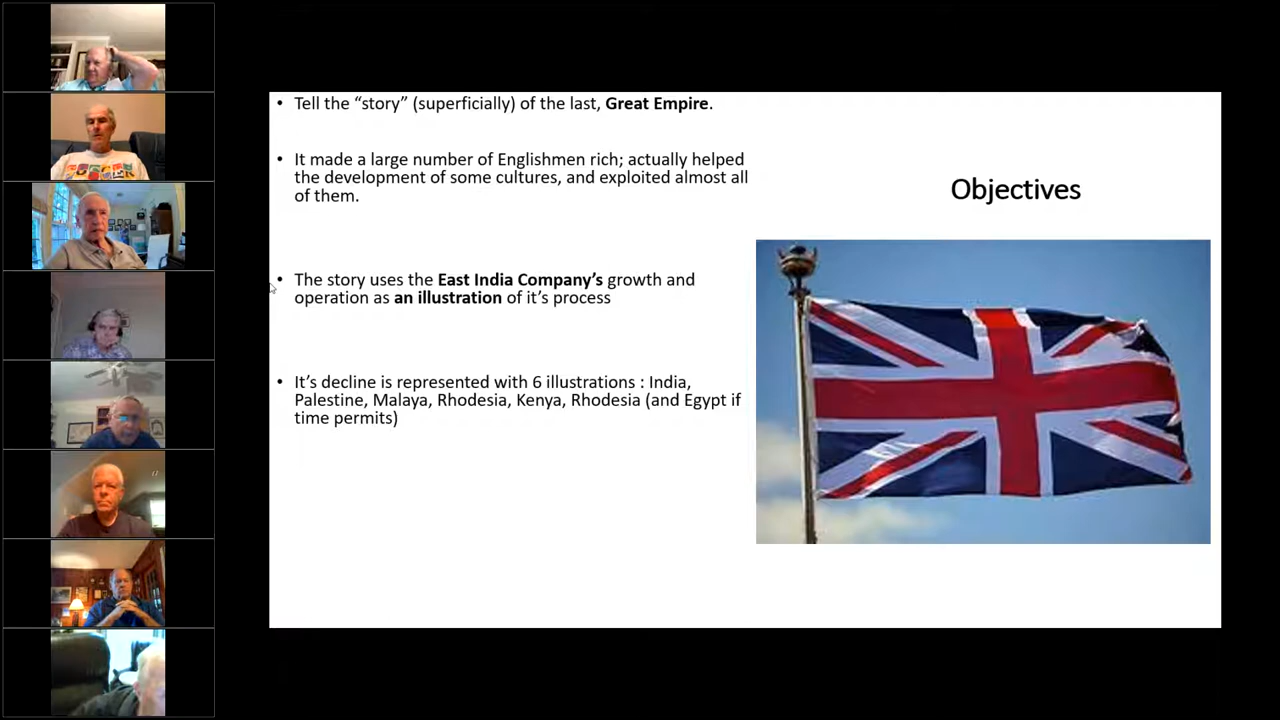 • Tell the “story” (superficially) of the last, Great Empire.
• It made a large number of Englishmen rich; actually helped
the development of some cultures, and exploited almost all
of them.
• The story uses the East India Company’s growth and
operation as an illustration of it’s process
• It’s decline is represented with 6 illustrations : India,
Palestine, Malaya, Rhodesia, Kenya, Rhodesia (and Egypt if
time permits)
Objectives